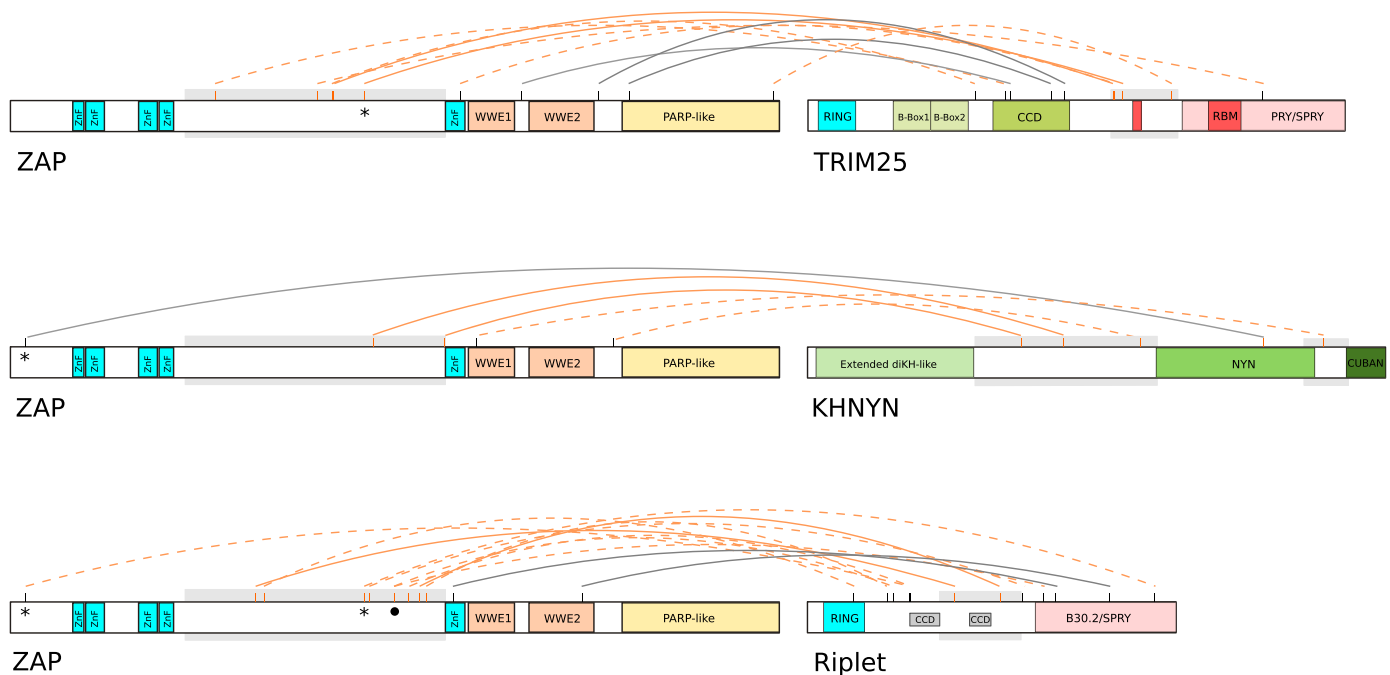 ZnF ZnF ZnF ZnF * ZnF WWE1 WWE2 PARP-like RING B-Box1 B-Box2 CCD RBM PRY/SPRY
ZAP TRIM25
* ZnF ZnF ZnF ZnF ZnF WWE1 WWE2 PARP-like Extended diKH-like NYN CUBAN
ZAP KHNYN
* ZnF ZnF ZnF ZnF * ZnF WWE1 WWE2 PARP-like RING CCD CCD B30.2/SPRY
ZAP Riplet